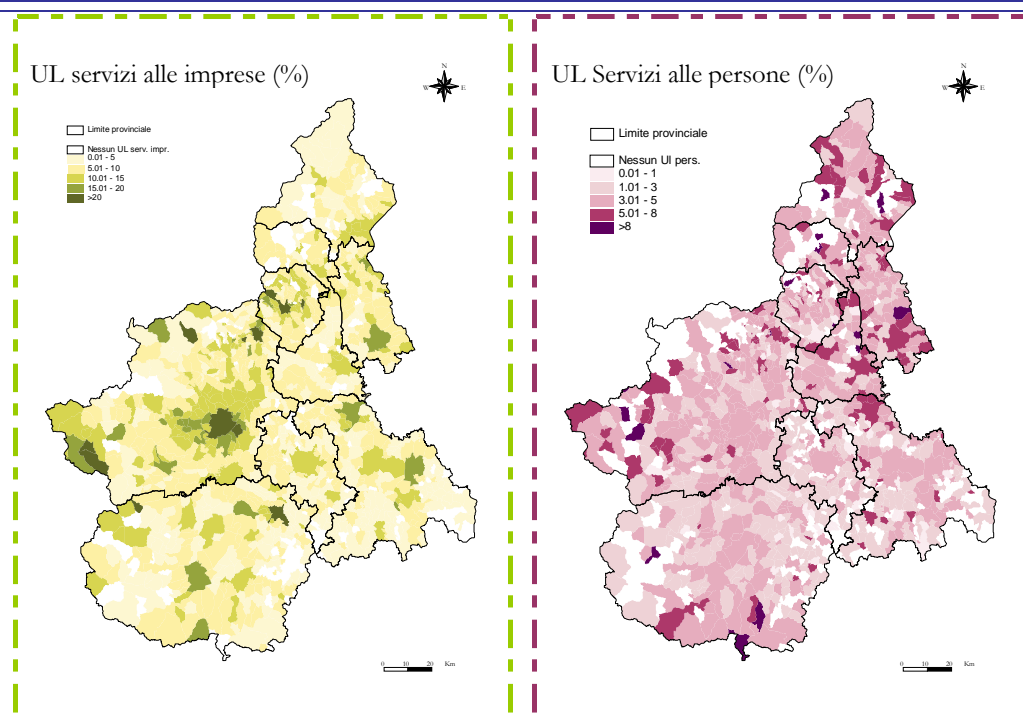 UL servizi alle imprese (%)
N
W E
S
Limite provinciale
Nessun UL serv. impr.
0.01 - 5
5.01 - 10
10.01 - 15
15.01 - 20
>20
0 10 20 Km
UL Servizi alle persone (%)
N
W E
S
Limite provinciale
Nessun Ul pers.
0.01 - 1
1.01 - 3
3.01 - 5
5.01 - 8
>8
0 10 20 Km